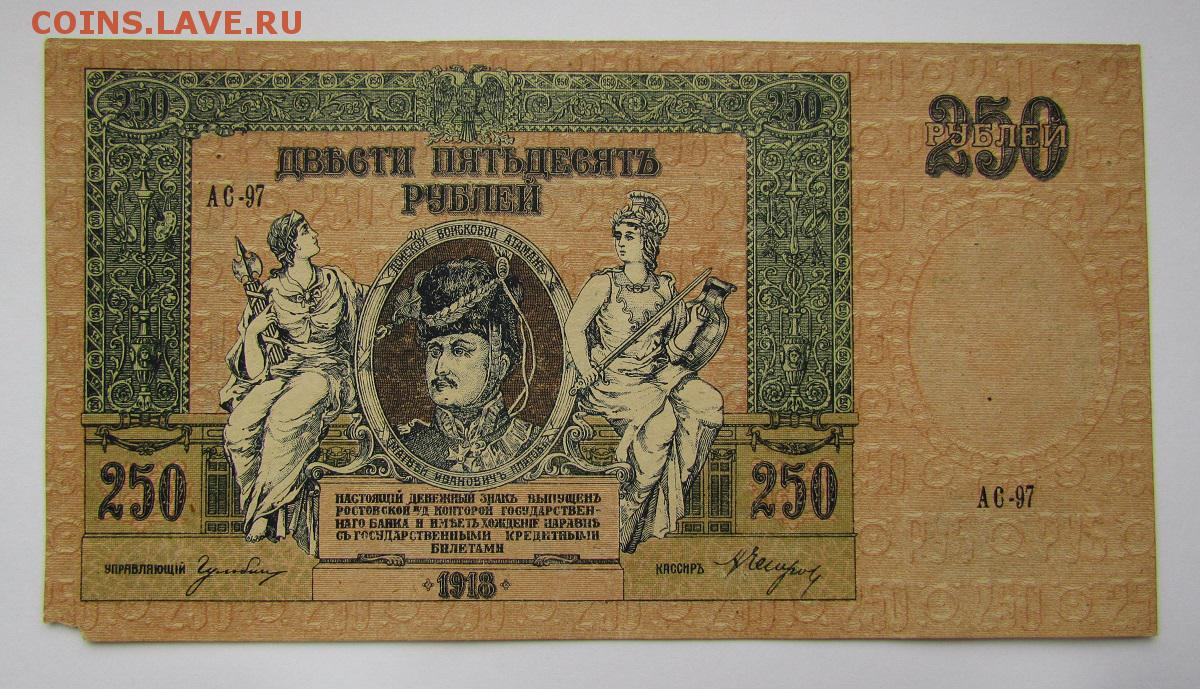 COINS.LAVE.RU
250
250
250
РУБЛЕЙ
ДВѢСТИ ПЯТЬДЕСЯТЪ
РУБЛЕЙ
АС-97
ДОНСКОЙ ВОЙСКОВОЙ АТАМАНЪ
МАТВЕЙ ИВАНОВИЧЪ ПЛАТОВЪ
250
250
НАСТОЯЩІЙ ДЕНЕЖНЫЙ ЗНАКЪ ВЫПУЩЕНЪ
РОСТОВСКОЙ Н/Д КОНТОРОЙ ГОСУДАРСТВЕН-
НАГО БАНКА И ИМѢЕТЪ ХОЖДЕНІЕ НАРАВНѢ
СЪ ГОСУДАРСТВЕННЫМИ КРЕДИТНЫМИ
БИЛЕТАМИ
АС-97
УПРАВЛЯЮЩІЙ
КАССИРЪ
1918